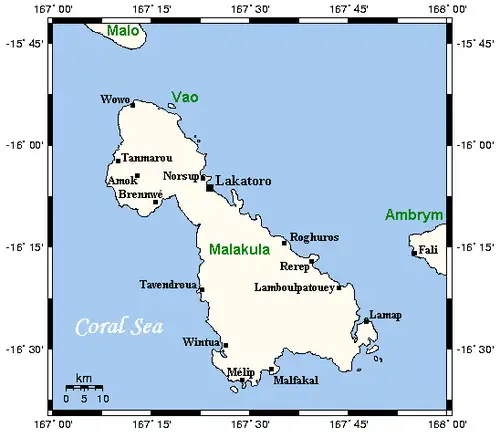 167° 00' 167° 15' 167° 30' 167° 45' 168° 00'
Malo
-15° 45' -15° 45'
Vao
Wowo
-16° 00' -16° 00'
Tanmarou
Amok
Norsup
Lakatoro
Brennwé
Ambrym
-16° 15' -16° 15'
Roghuros
Malakula
Fali
Rerep
Tavendroua
Lamboulpatouey
Lamap
Coral Sea
Wintua
-16° 30' -16° 30'
Mélip
Malfakal
km
0 5 10
167° 00' 167° 15' 167° 30' 167° 45' 168° 00'